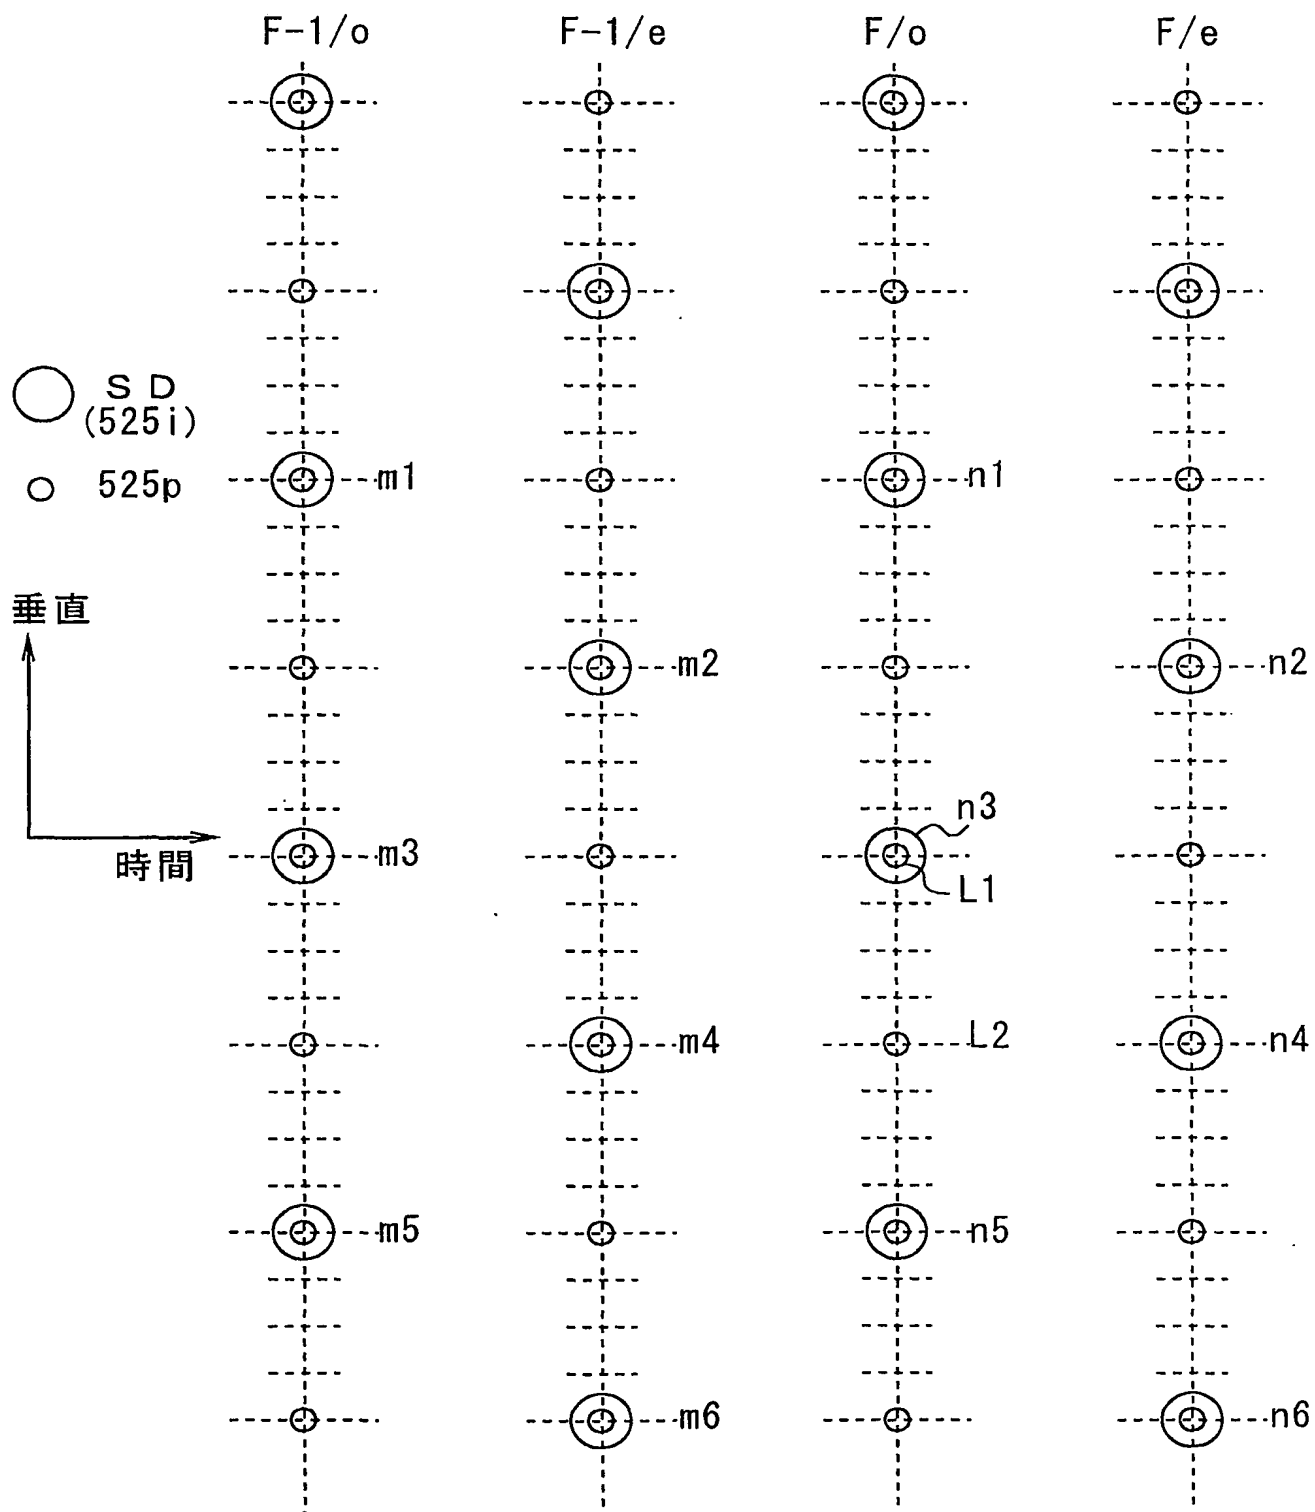 F-1/o F-1/e F/o F/e
SD
(525i)
525p
m1 n1
垂直
m2 n2
n3
時間 m3
L1
m4 L2 n4
m5 n5
m6 n6